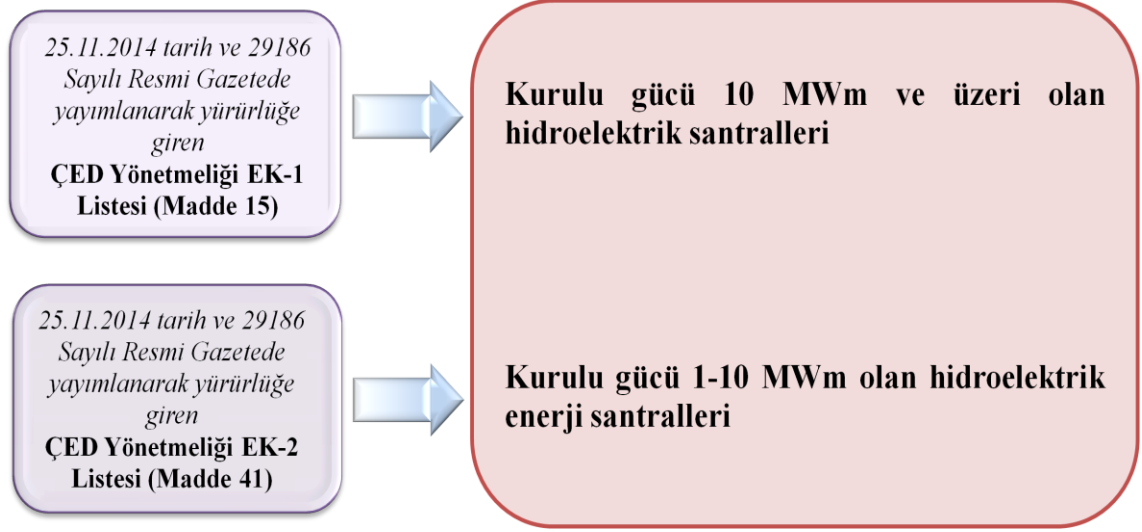 25.11.2014 tarih ve 29186
Sayılı Resmi Gazetede
yayımlanarak yürürlüğe
giren
ÇED Yönetmeliği EK-1
Listesi (Madde 15)
Kurulu gücü 10 MWm ve üzeri olan
hidroelektrik santralleri
25.11.2014 tarih ve 29186
Sayılı Resmi Gazetede
yayımlanarak yürürlüğe
giren
ÇED Yönetmeliği EK-2
Listesi (Madde 41)
Kurulu gücü 1-10 MWm olan hidroelektrik
enerji santralleri